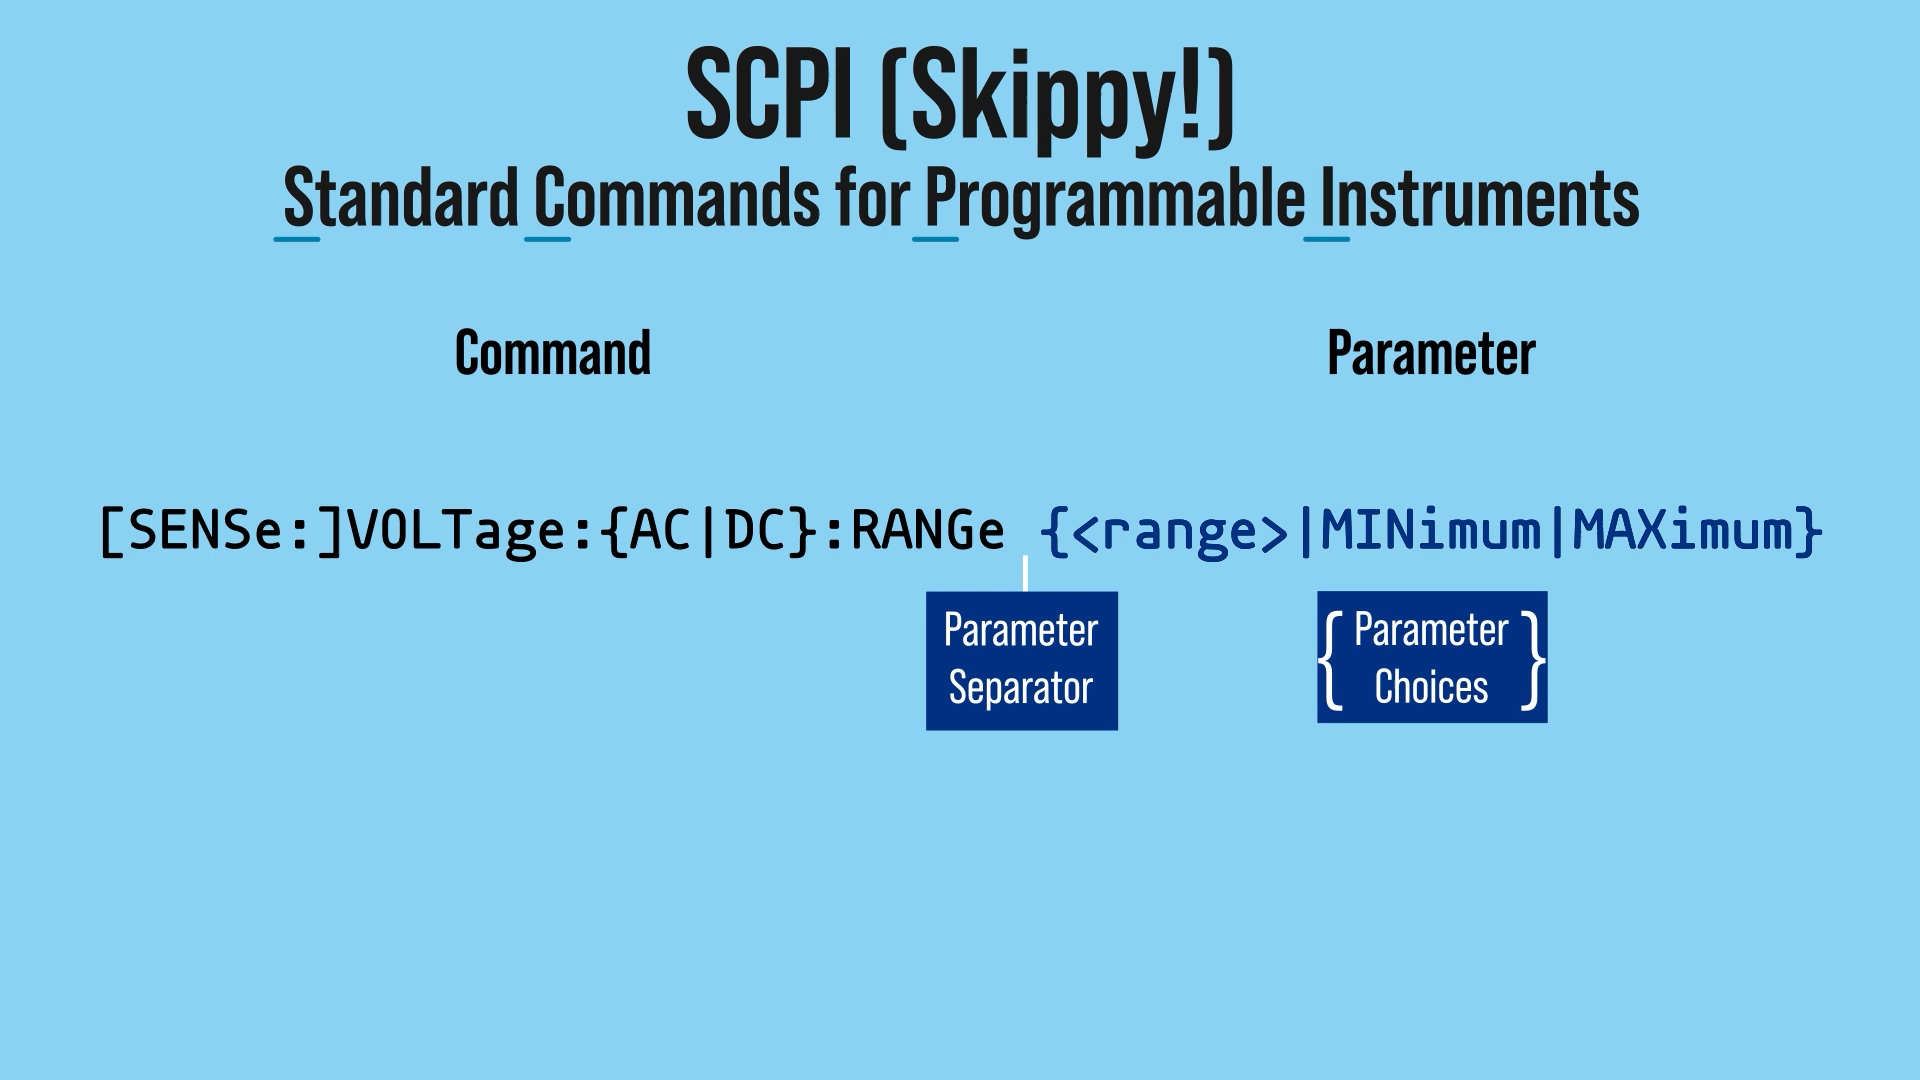 SCPI (Skippy!)
Standard Commands for Programmable Instruments
Command
Parameter
[SENSe:]VOLTage:{AC|DC}:RANGe {<range>|MINimum|MAXimum}
Parameter
Separator
{ Parameter
Choices }